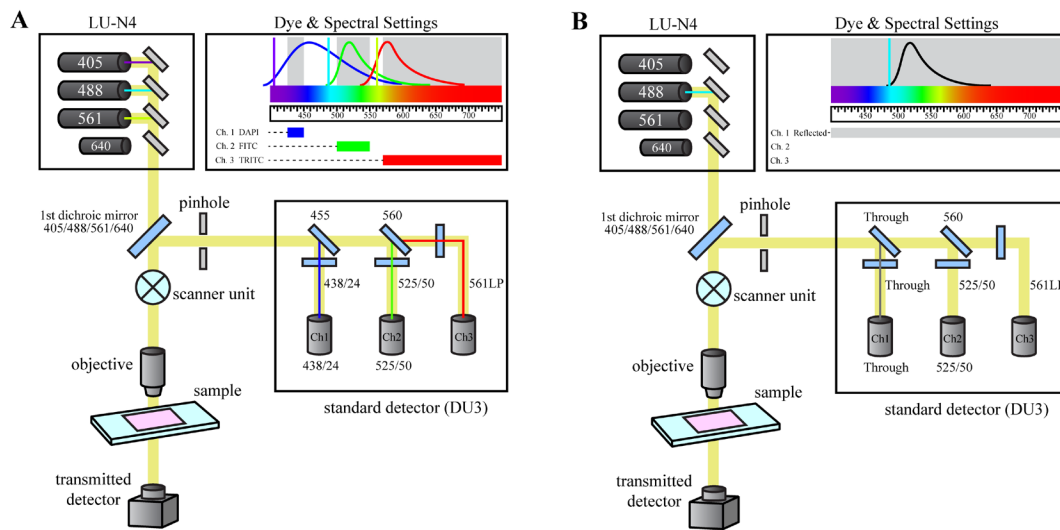 A
LU-N4
405
488
561
640
Dye & Spectral Settings
450 500 550 600 650 700
Ch. 1 DAPI
Ch. 2 FITC
Ch. 3 TRITC
1st dichroic mirror
405/488/561/640
pinhole
scanner unit
455
560
438/24
525/50
561LP
Ch1
Ch2
Ch3
438/24
525/50
standard detector (DU3)
objective
sample
transmitted
detector
B
LU-N4
405
488
561
640
Dye & Spectral Settings
450 500 550 600 650 700
Ch. 1 Reflected
Ch. 2
Ch. 3
1st dichroic mirror
405/488/561/640
pinhole
scanner unit
Through
560
Through
525/50
561LP
Ch1
Ch2
Ch3
Through
525/50
standard detector (DU3)
objective
sample
transmitted
detector